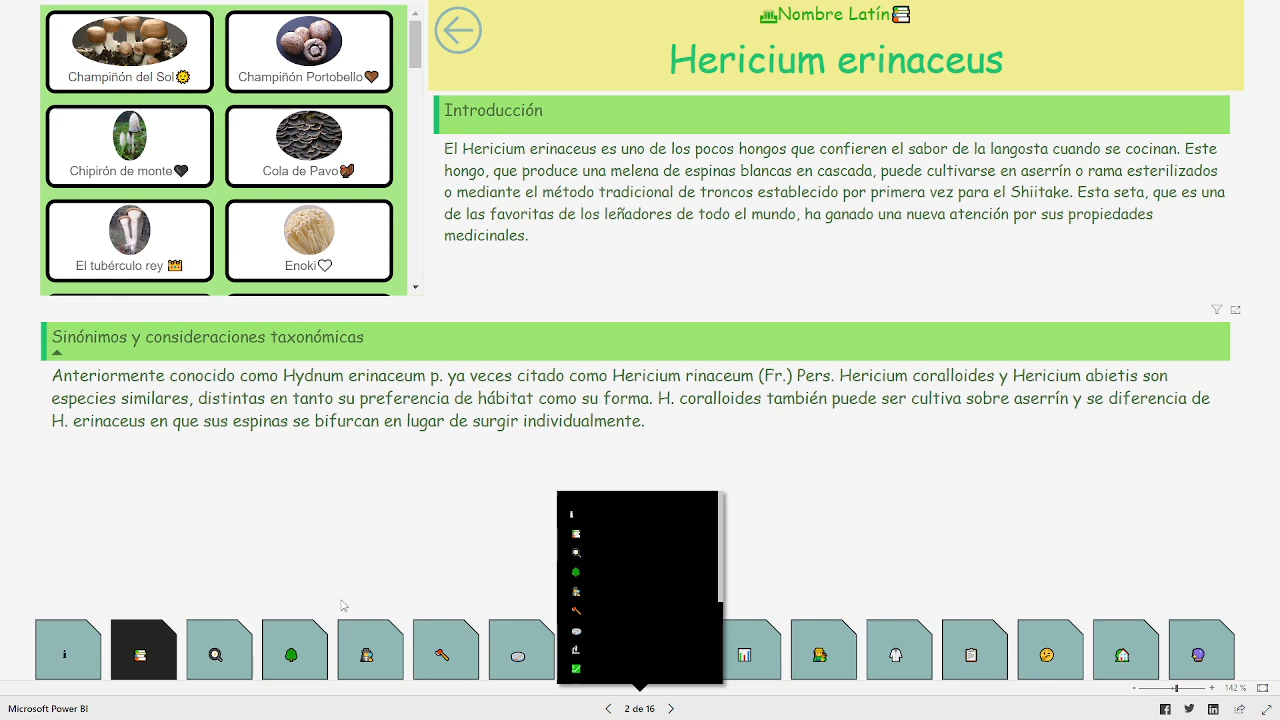 Champiñón del Sol
Champiñón Portobello
Chipirón de monte
Cola de Pavo
El tubérculo rey
Enoki
Nombre Latín
Hericium erinaceus
Introducción
El Hericium erinaceus es uno de los pocos hongos que confieren el sabor de la langosta cuando se cocinan. Este
hongo, que produce una melena de espinas blancas en cascada, puede cultivarse en aserrín o rama esterilizados
o mediante el método tradicional de troncos establecido por primera vez para el Shiitake. Esta seta, que es una
de las favoritas de los leñadores de todo el mundo, ha ganado una nueva atención por sus propiedades
medicinales.
Sinónimos y consideraciones taxonómicas
Anteriormente conocido como Hydnum erinaceum p. ya veces citado como Hericium rinaceum (Fr.) Pers. Hericium coralloides y Hericium abietis son
especies similares, distintas en tanto su preferencia de hábitat como su forma. H. coralloides también puede ser cultiva sobre aserrín y se diferencia de
H. erinaceus en que sus espinas se bifurcan en lugar de surgir individualmente.
- + 142 %
Microsoft Power BI
2 de 16